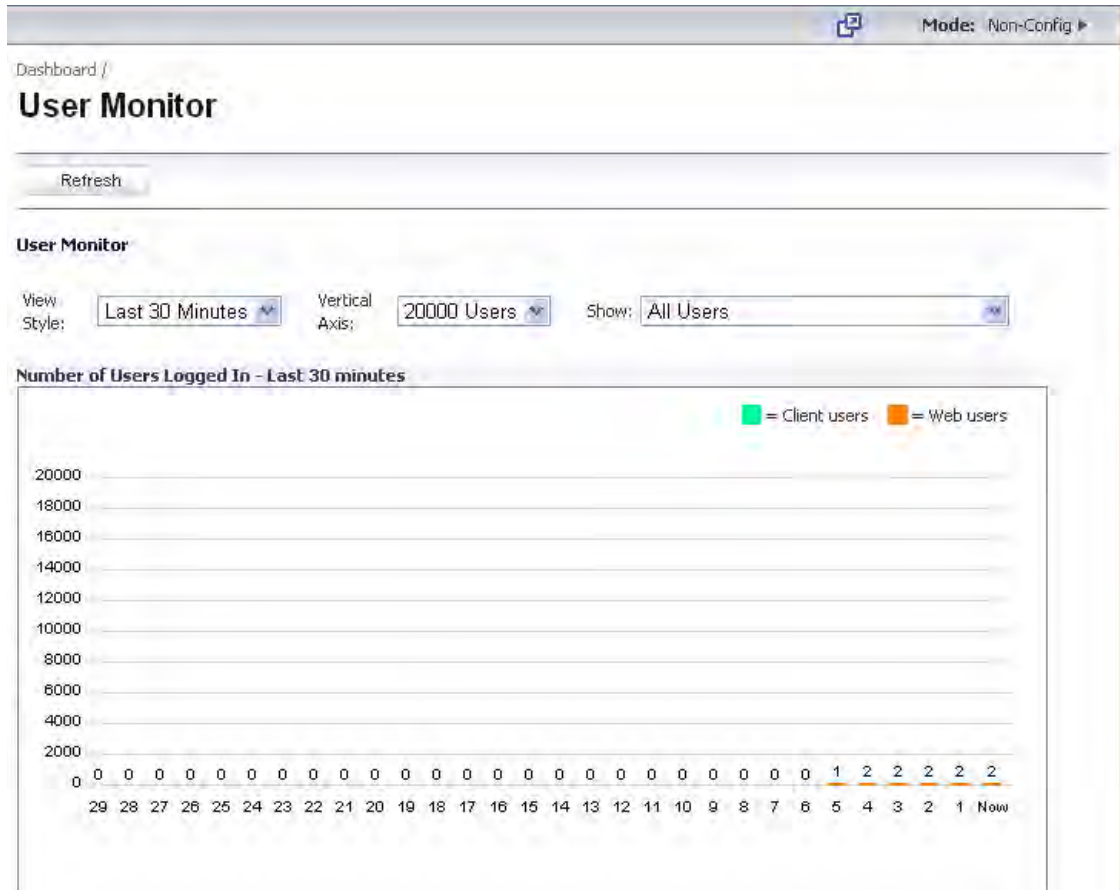 Mode: Non-Config
Dashboard /
User Monitor
Refresh
User Monitor
View Style: Last 30 Minutes Vertical Axis: 20000 Users Show: All Users
Number of Users Logged In - Last 30 minutes
= Client users = Web users
20000
18000
16000
14000
12000
10000
8000
6000
4000
2000
0 0 0 0 0 0 0 0 0 0 0 0 0 0 0 0 0 0 0 0 0 0 0 0 0 1 2 2 2 2 2
29 28 27 26 25 24 23 22 21 20 19 18 17 16 15 14 13 12 11 10 9 8 7 6 5 4 3 2 1 Now